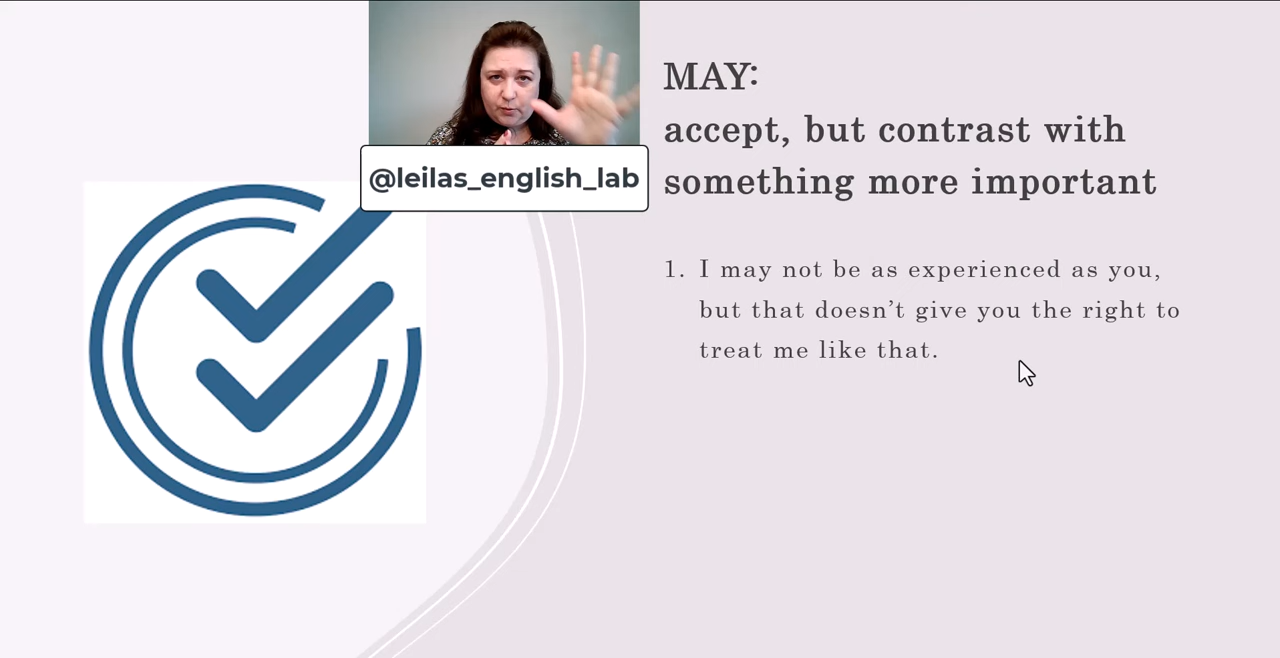 MAY:
accept, but contrast with
something more important
@leilas_english_lab
1. I may not be as experienced as you,
but that doesn’t give you the right to
treat me like that.